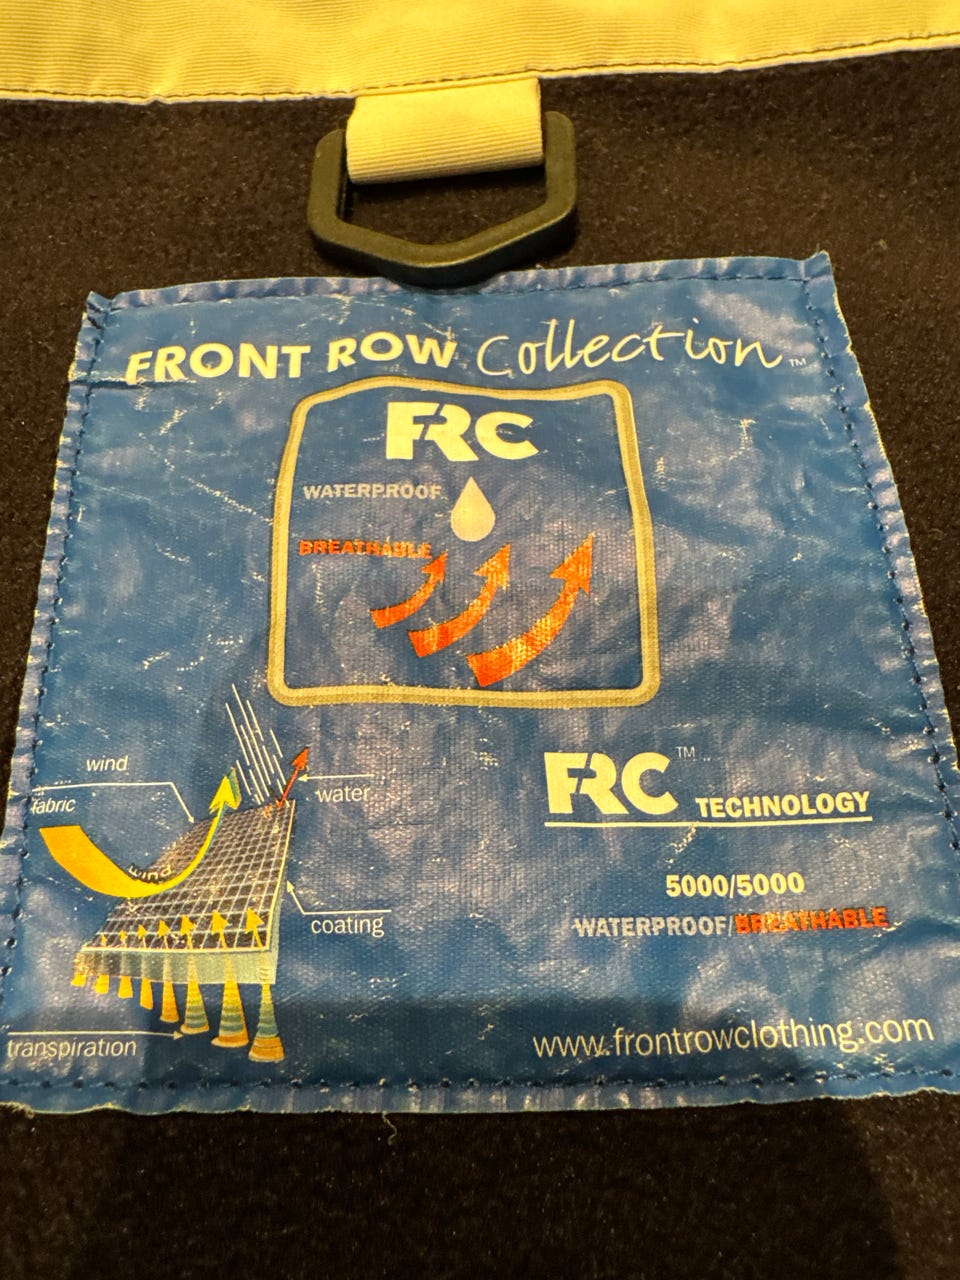 FRONT ROW Collection™
FRC
WATERPROOF
BREATHABLE
wind
fabric
water
wind
coating
transpiration
FRC™
TECHNOLOGY
5000/5000
WATERPROOF/BREATHABLE
www.frontrowclothing.com